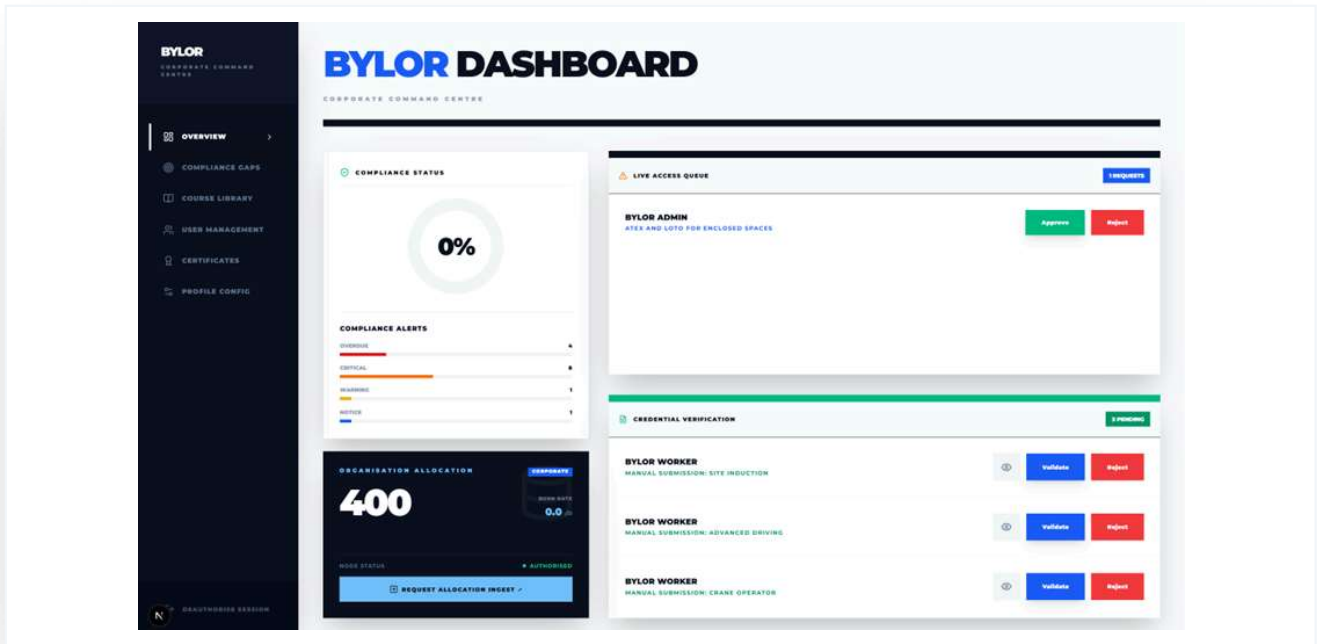 BYLOR
CORPORATE COMMAND
CENTRE
OVERVIEW
COMPLIANCE GAPS
COURSE LIBRARY
USER MANAGEMENT
CERTIFICATES
PROFILE CONFIG
DEAUTHORISE SESSION
N
BYLOR DASHBOARD
CORPORATE COMMAND CENTRE
COMPLIANCE STATUS
0%
COMPLIANCE ALERTS
OVERDUE 4
CRITICAL
WARNING 1
NOTICE 1
ORGANISATION ALLOCATION
CORPORATE
400
BURN RATE
0.0
NODE STATUS
AUTHORISED
REQUEST ALLOCATION INGEST
LIVE ACCESS QUEUE
1 REQUESTS
BYLOR ADMIN
ATEX AND LOTO FOR ENCLOSED SPACES
Approve Reject
CREDENTIAL VERIFICATION
3 PENDING
BYLOR WORKER
MANUAL SUBMISSION: SITE INDUCTION
Validate Reject
BYLOR WORKER
MANUAL SUBMISSION: ADVANCED DRIVING
Validate Reject
BYLOR WORKER
MANUAL SUBMISSION: CRANE OPERATOR
Validate Reject